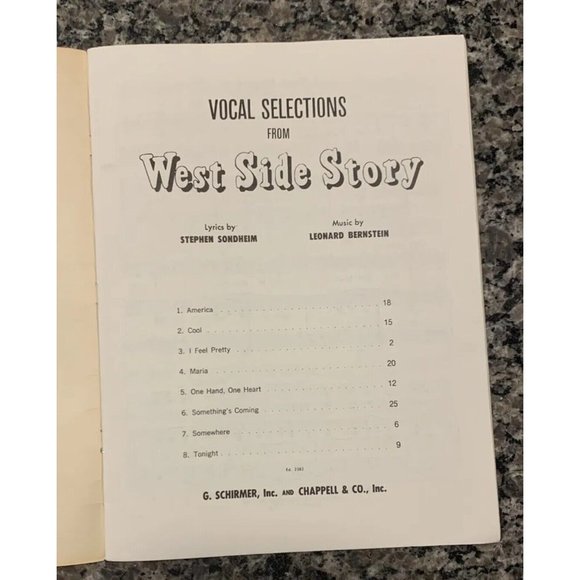 VOCAL SELECTIONS
FROM
West Side Story
Lyrics by
STEPHEN SONDHEIM
Music by
LEONARD BERNSTEIN
1. America . . . . . . . . . . . . . . . . . . . . . . . . 18
2. Cool . . . . . . . . . . . . . . . . . . . . . . . . 15
3. I Feel Pretty . . . . . . . . . . . . . . . . . . . . . . 2
4. Maria . . . . . . . . . . . . . . . . . . . . . . . . 20
5. One Hand, One Heart . . . . . . . . . . . . . . . . . . 12
6. Something's Coming . . . . . . . . . . . . . . . . . . 25
7. Somewhere . . . . . . . . . . . . . . . . . . . . . . 6
8. Tonight . . . . . . . . . . . . . . . . . . . . . . . . 9
G. SCHIRMER, Inc. AND CHAPPELL & CO., Inc.